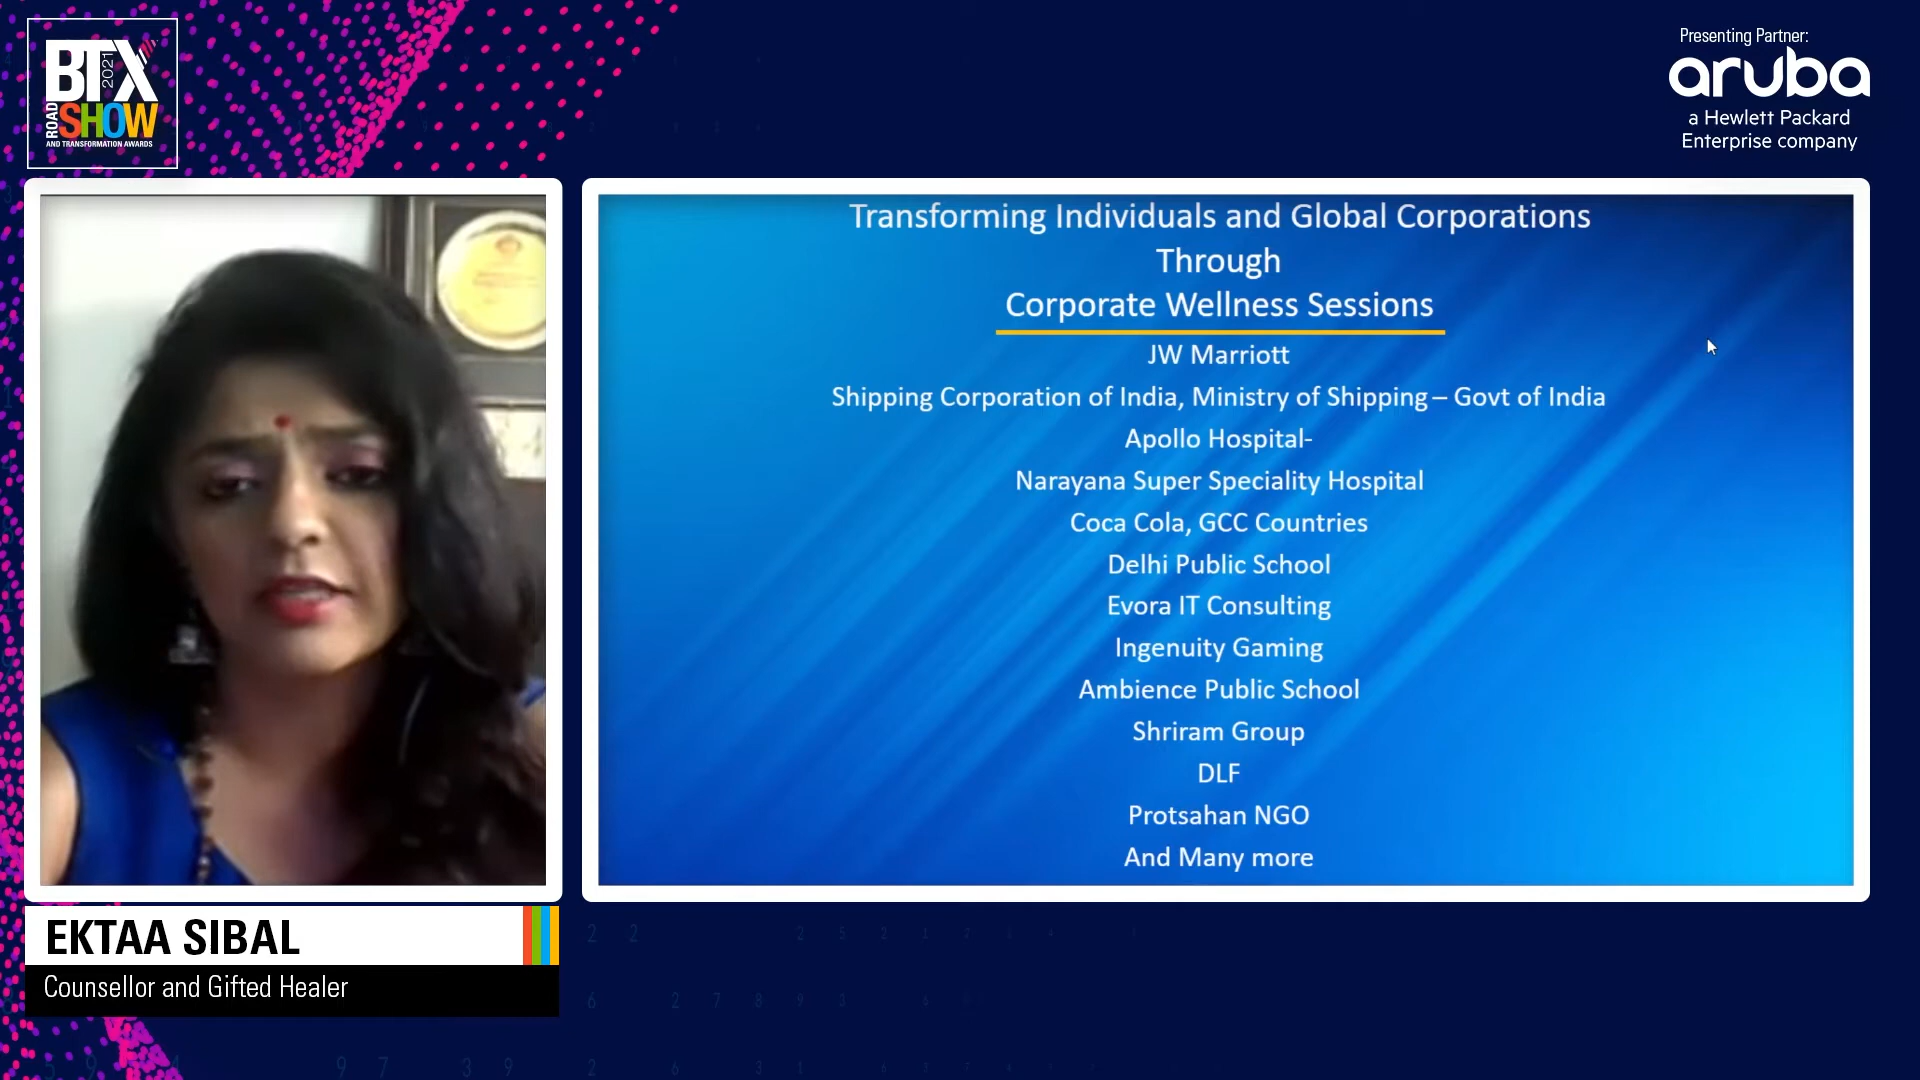 BTX 2021
ROAD SHOW
AND TRANSFORMATION AWARDS
Presenting Partner:
aruba
a Hewlett Packard
Enterprise company
Transforming Individuals and Global Corporations
Through
Corporate Wellness Sessions
JW Marriott
Shipping Corporation of India, Ministry of Shipping – Govt of India
Apollo Hospital-
Narayana Super Speciality Hospital
Coca Cola, GCC Countries
Delhi Public School
Evora IT Consulting
Ingenuity Gaming
Ambience Public School
Shriram Group
DLF
Protsahan NGO
And Many more
EKTAA SIBAL
Counsellor and Gifted Healer